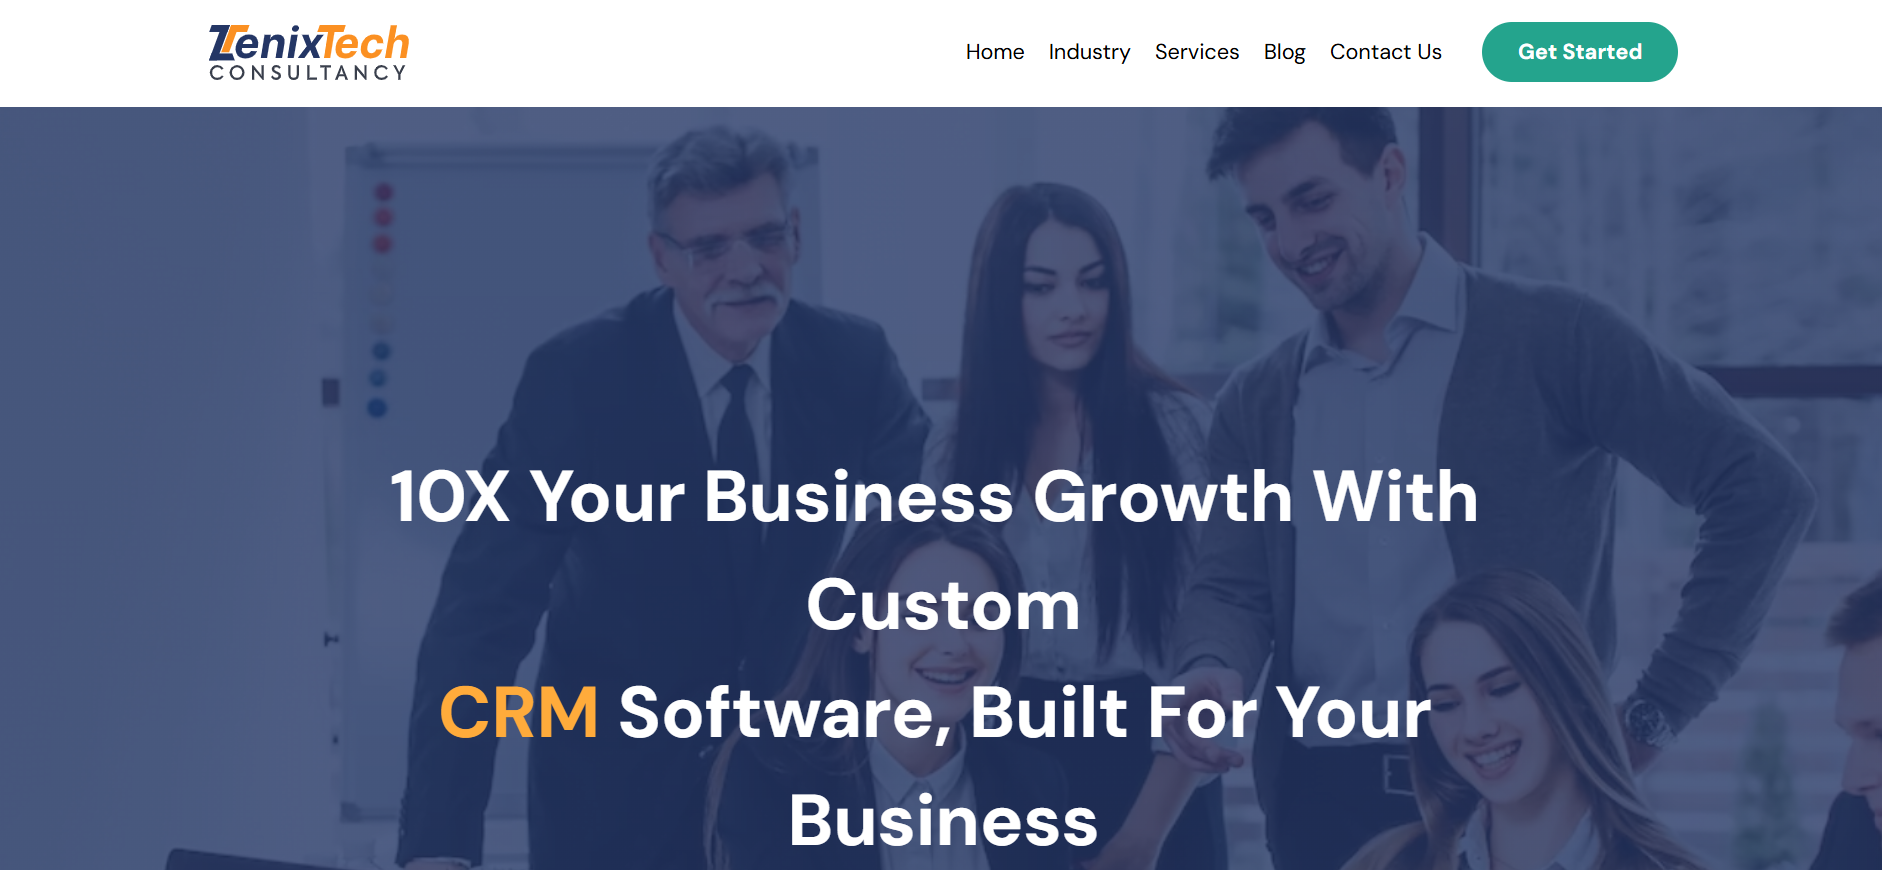 ZenixTech
CONSULTANCY
Home
Industry
Services
Blog
Contact Us
Get Started
10X Your Business Growth With
Custom
CRM Software, Built For Your
Business